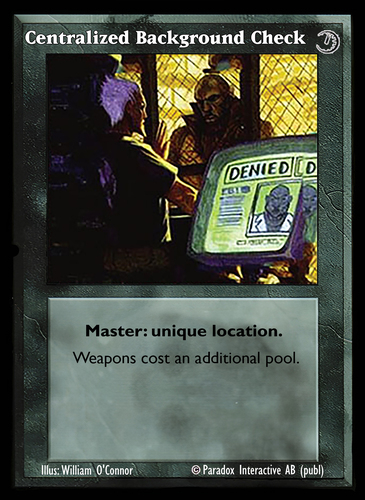 Centralized Background Check
DENIED D
Master: unique location.
Weapons cost an additional pool.
Illus: William O'Connor
© Paradox Interactive AB (publ)